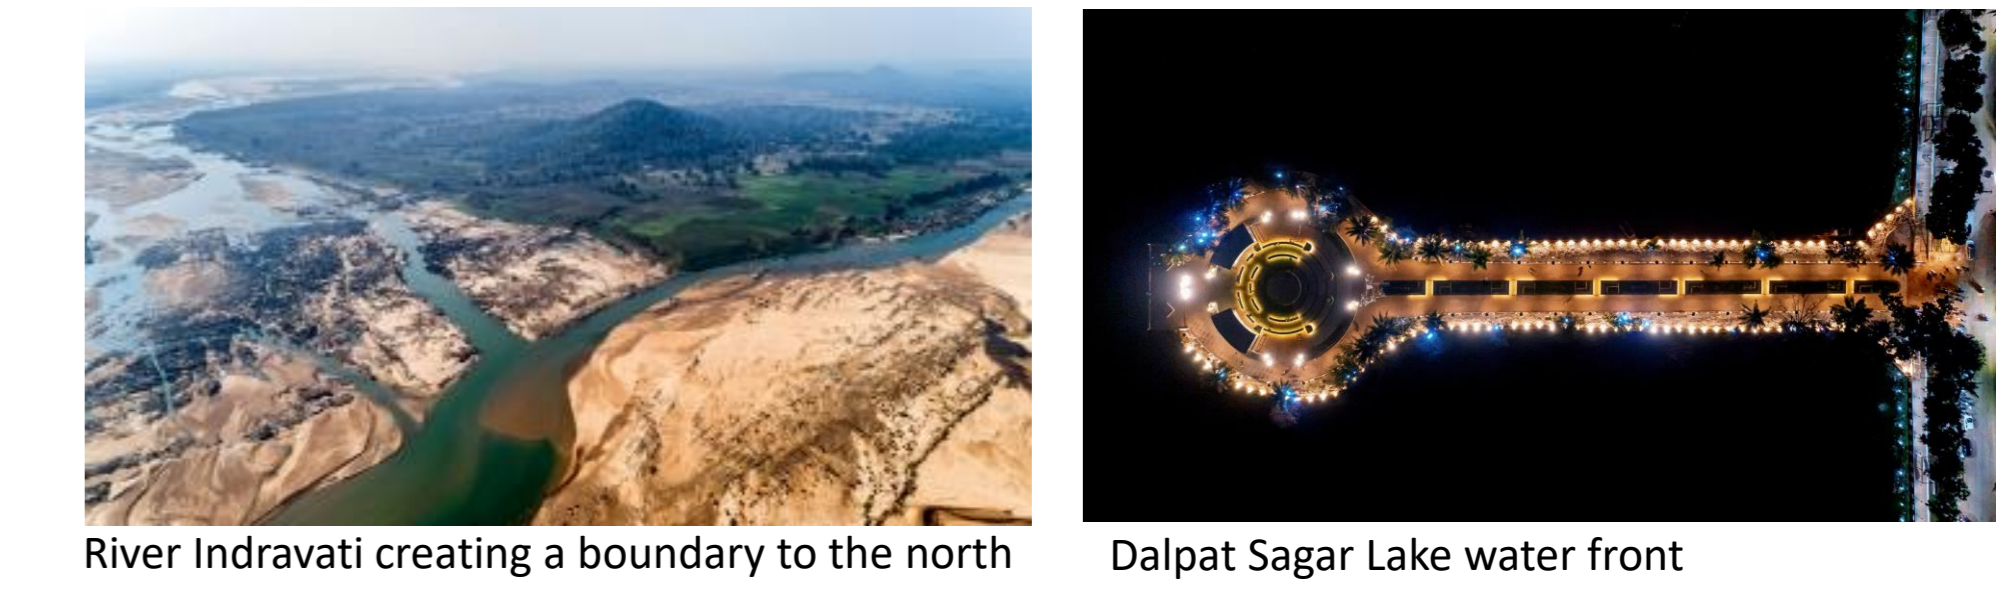 River Indravati creating a boundary to the north
Dalpat Sagar Lake water front